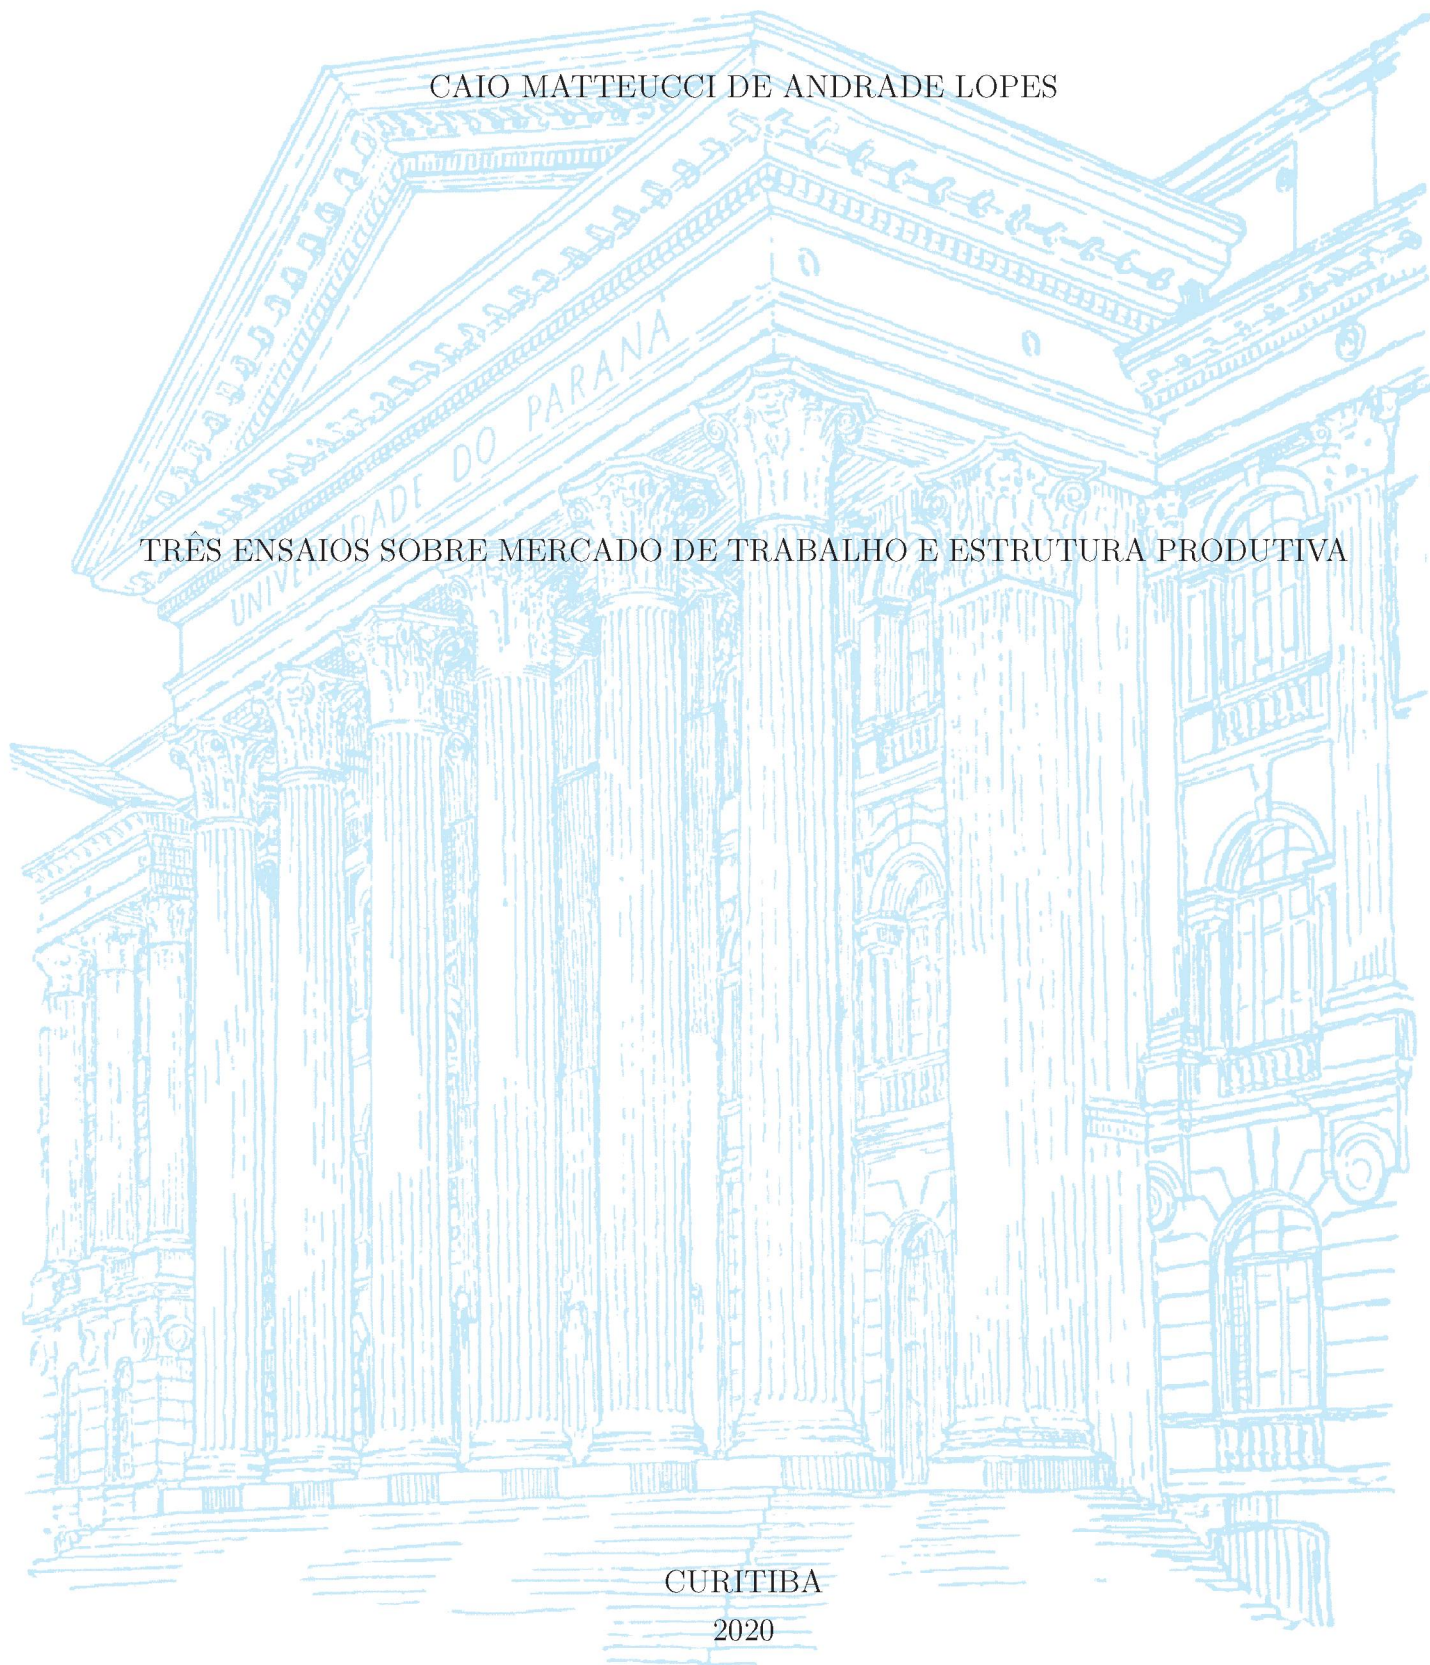 CAIO MATTEUCCI DE ANDRADE LOPES
UNIVERSIDADE DO PARANÁ
TRÊS ENSAIOS SOBRE MERCADO DE TRABALHO E ESTRUTURA PRODUTIVA
CURITIBA
2020